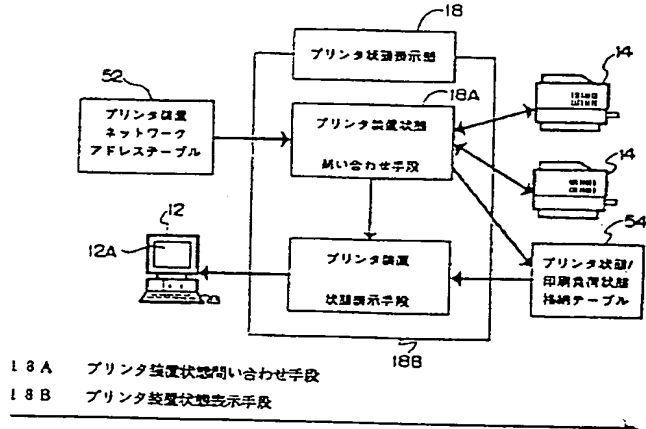 18
プリンタ状態表示部
52
プリンタ装置
ネットワーク
アドレステーブル
18A
プリンタ装置状態
問い合わせ手段
14
14
12
12A
プリンタ装置
状態表示手段
54
プリンタ状態/
印刷負荷状態
格納テーブル
18B
18A プリンタ装置状態問い合わせ手段
18B プリンタ装置状態表示手段